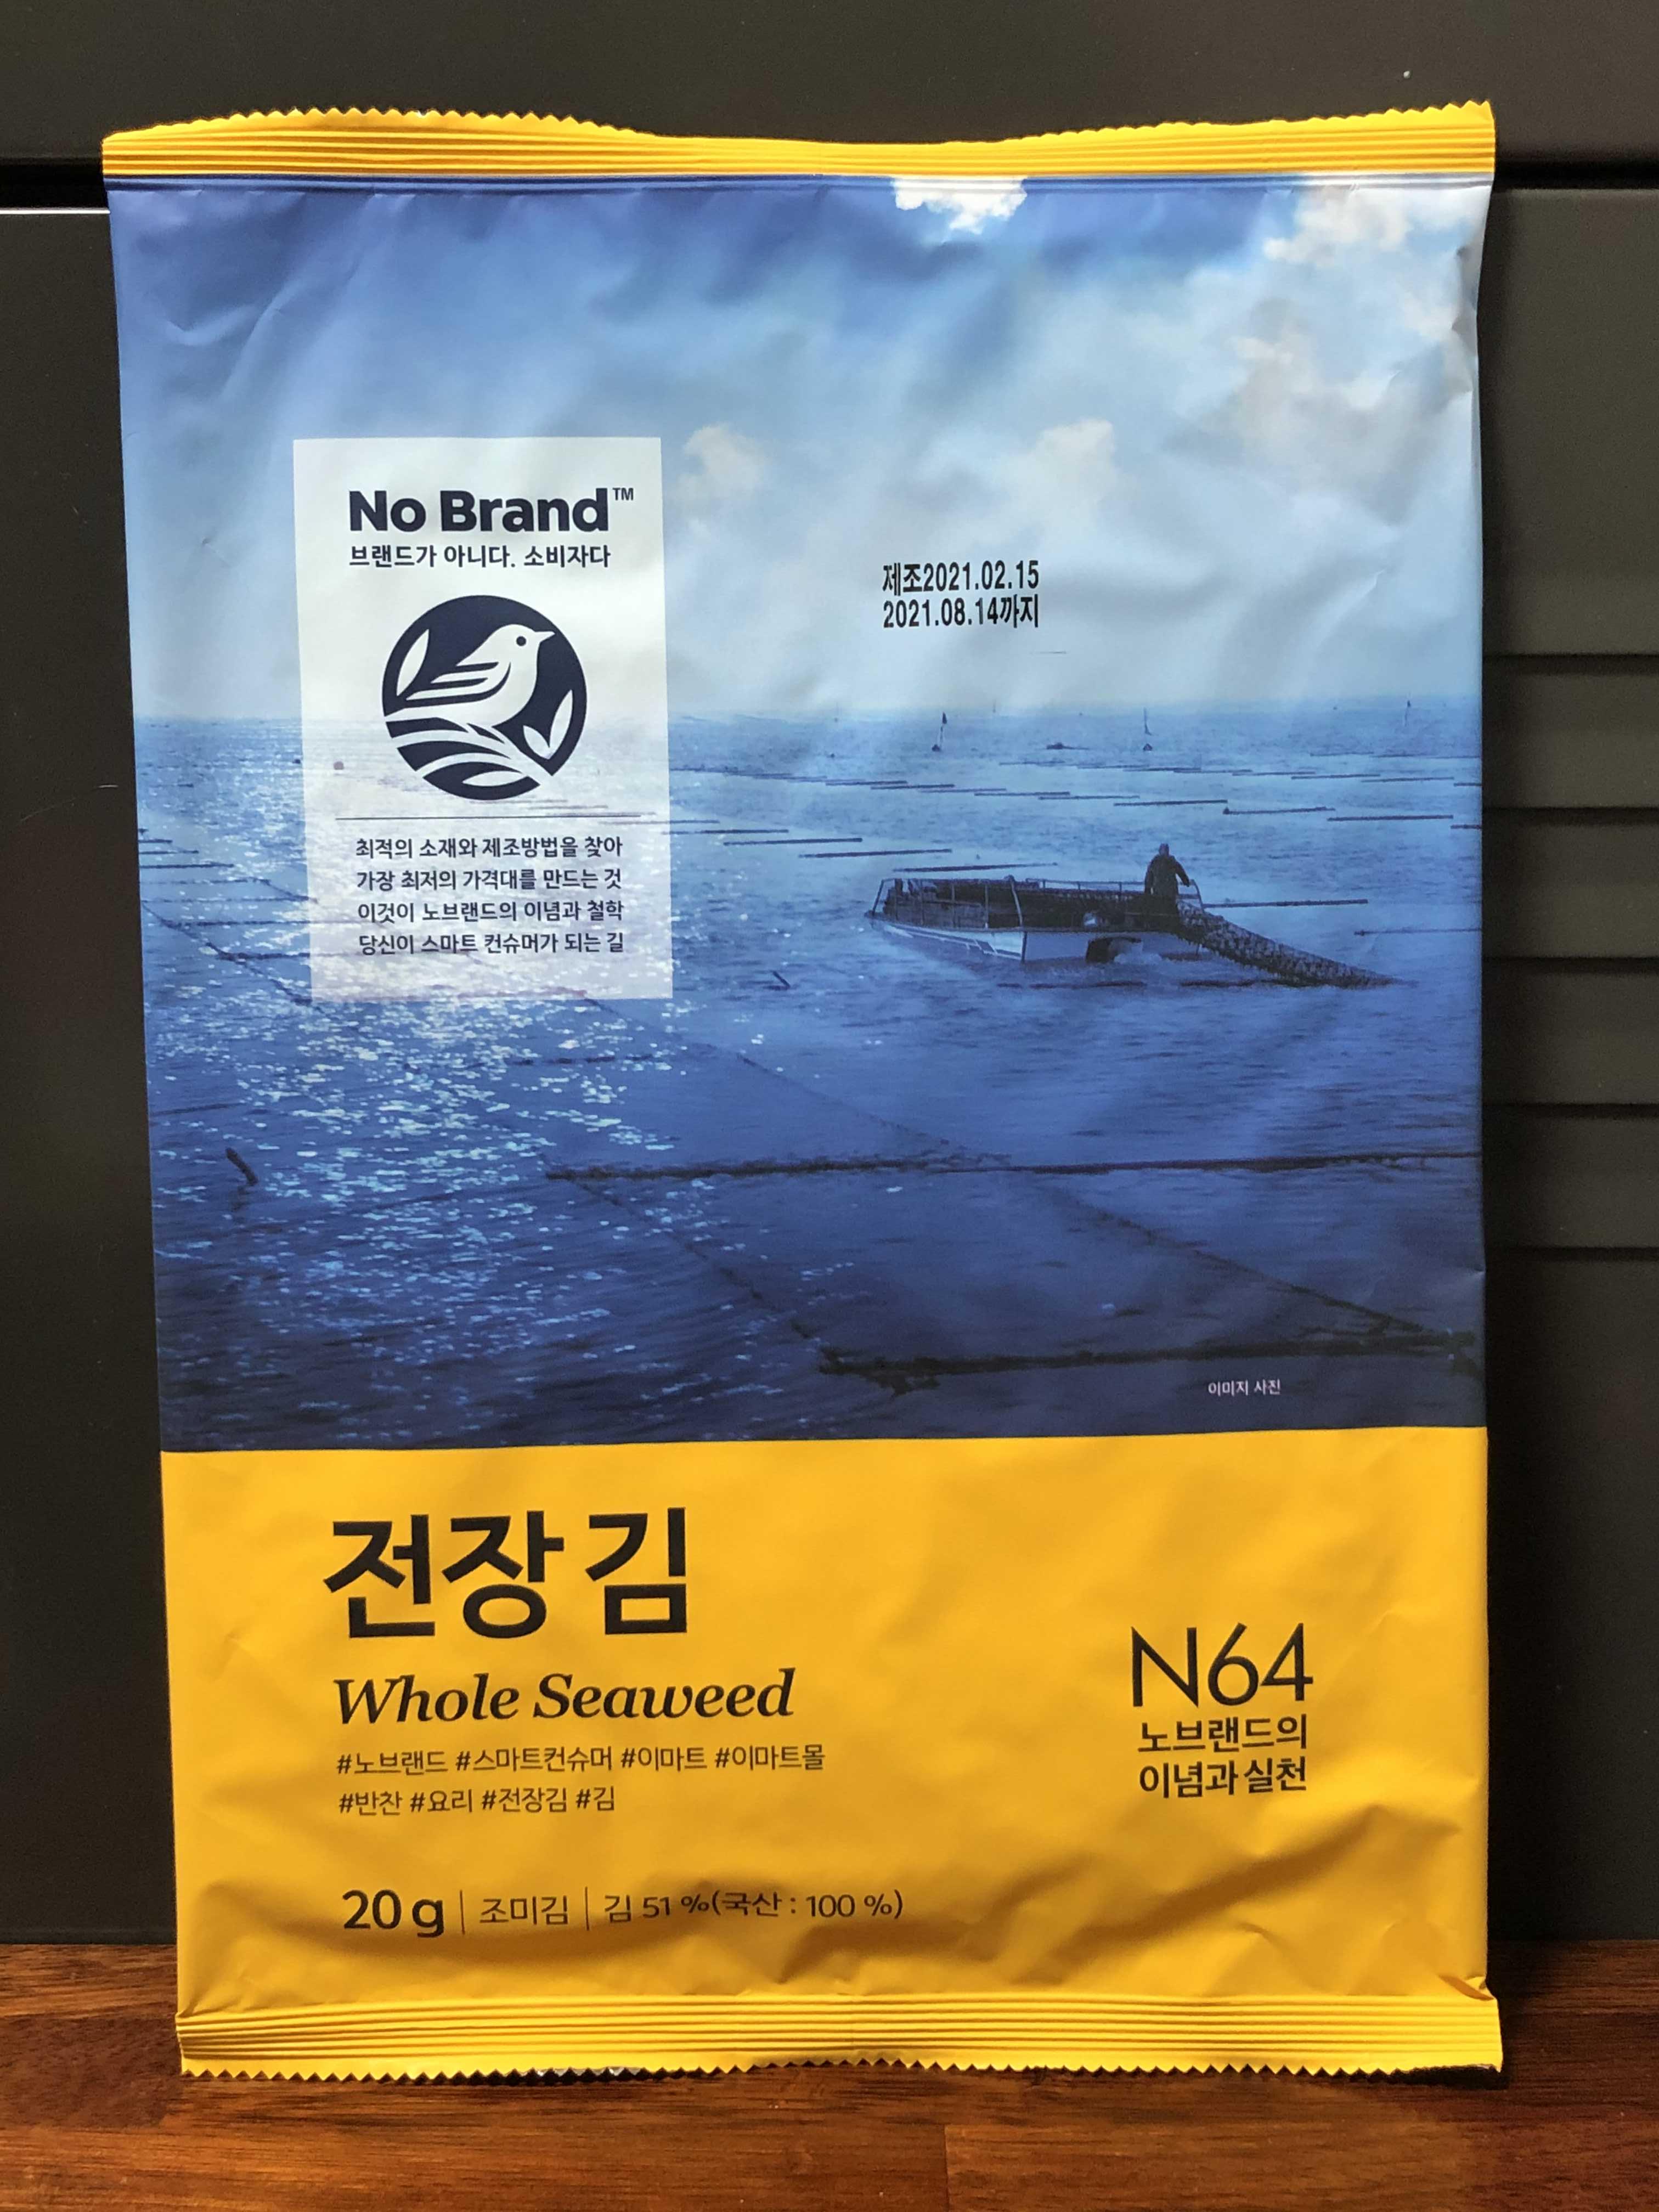 No Brand™
브랜드가 아니다. 소비자다
제조2021.02.15
2021.08.14까지
최적의 소재와 제조방법을 찾아
가장 최저의 가격대를 만드는 것
이것이 노브랜드의 이념과 철학
당신이 스마트 컨슈머가 되는 길
이미지 사진
전장 김
Whole Seaweed
#노브랜드 #스마트컨슈머 #이마트 #이마트몰
#반찬 #요리 #전장김 #김
N64
노브랜드의
이념과 실천
20 g | 조미김 | 김 51 %(국산 : 100 %)